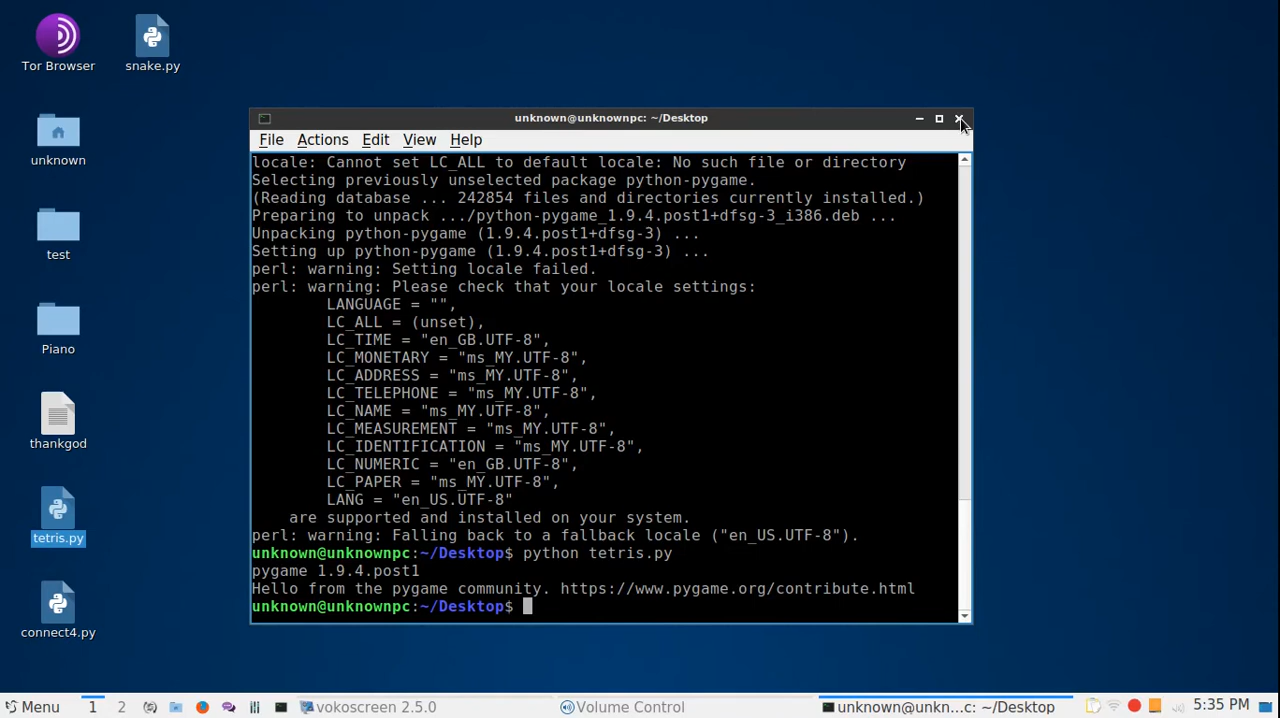 Tor Browser
snake.py
unknown
test
Piano
thankgod
tetris.py
connect4.py
unknown@unknownpc: ~/Desktop
File Actions Edit View Help
locale: Cannot set LC_ALL to default locale: No such file or directory
Selecting previously unselected package python-pygame.
(Reading database ... 242854 files and directories currently installed.)
Preparing to unpack .../python-pygame_1.9.4.post1+dfsg-3_i386.deb ...
Unpacking python-pygame (1.9.4.post1+dfsg-3) ...
Setting up python-pygame (1.9.4.post1+dfsg-3) ...
perl: warning: Setting locale failed.
perl: warning: Please check that your locale settings:
LANGUAGE = "",
LC_ALL = (unset),
LC_TIME = "en_GB.UTF-8",
LC_MONETARY = "ms_MY.UTF-8",
LC_ADDRESS = "ms_MY.UTF-8",
LC_TELEPHONE = "ms_MY.UTF-8",
LC_NAME = "ms_MY.UTF-8",
LC_MEASUREMENT = "ms_MY.UTF-8",
LC_IDENTIFICATION = "ms_MY.UTF-8",
LC_NUMERIC = "en_GB.UTF-8",
LC_PAPER = "ms_MY.UTF-8",
LANG = "en_US.UTF-8"
are supported and installed on your system.
perl: warning: Falling back to a fallback locale ("en_US.UTF-8").
unknown@unknownpc:~/Desktop$ python tetris.py
pygame 1.9.4.post1
Hello from the pygame community. https://www.pygame.org/contribute.html
unknown@unknownpc:~/Desktop$
Menu 1 2 vokoscreen 2.5.0 Volume Control unknown@unkn...c: ~/Desktop 5:35 PM